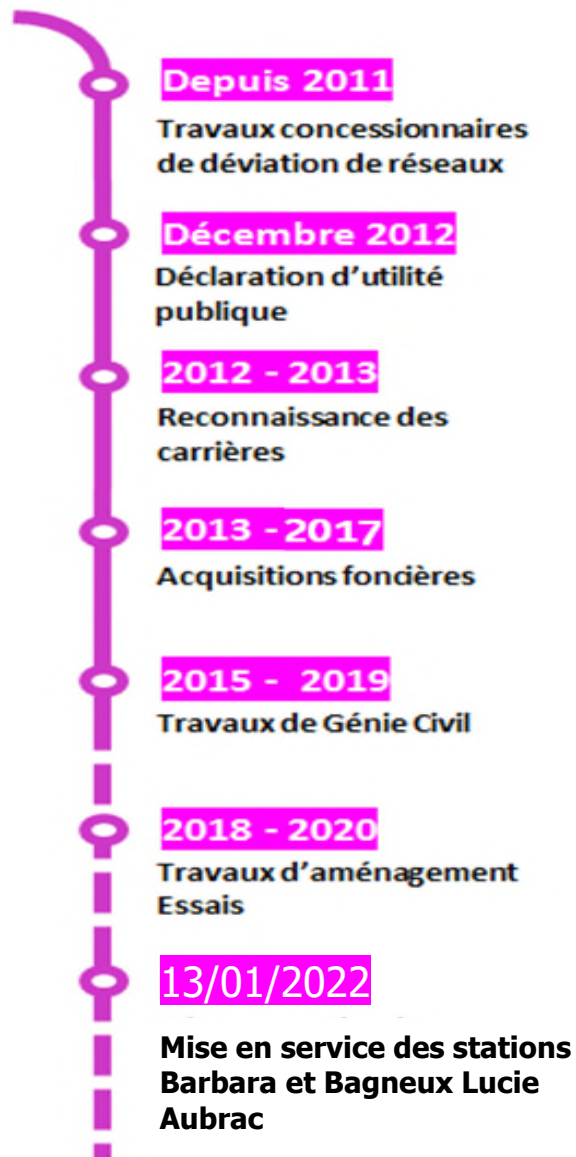 Depuis 2011
Travaux concessionnaires
de déviation de réseaux
Décembre 2012
Déclaration d'utilité
publique
2012 - 2013
Reconnaissance des
carrières
2013 - 2017
Acquisitions foncières
2015 - 2019
Travaux de Génie Civil
2018 - 2020
Travaux d'aménagement
Essais
13/01/2022
Mise en service des stations
Barbara et Bagneux Lucie
Aubrac